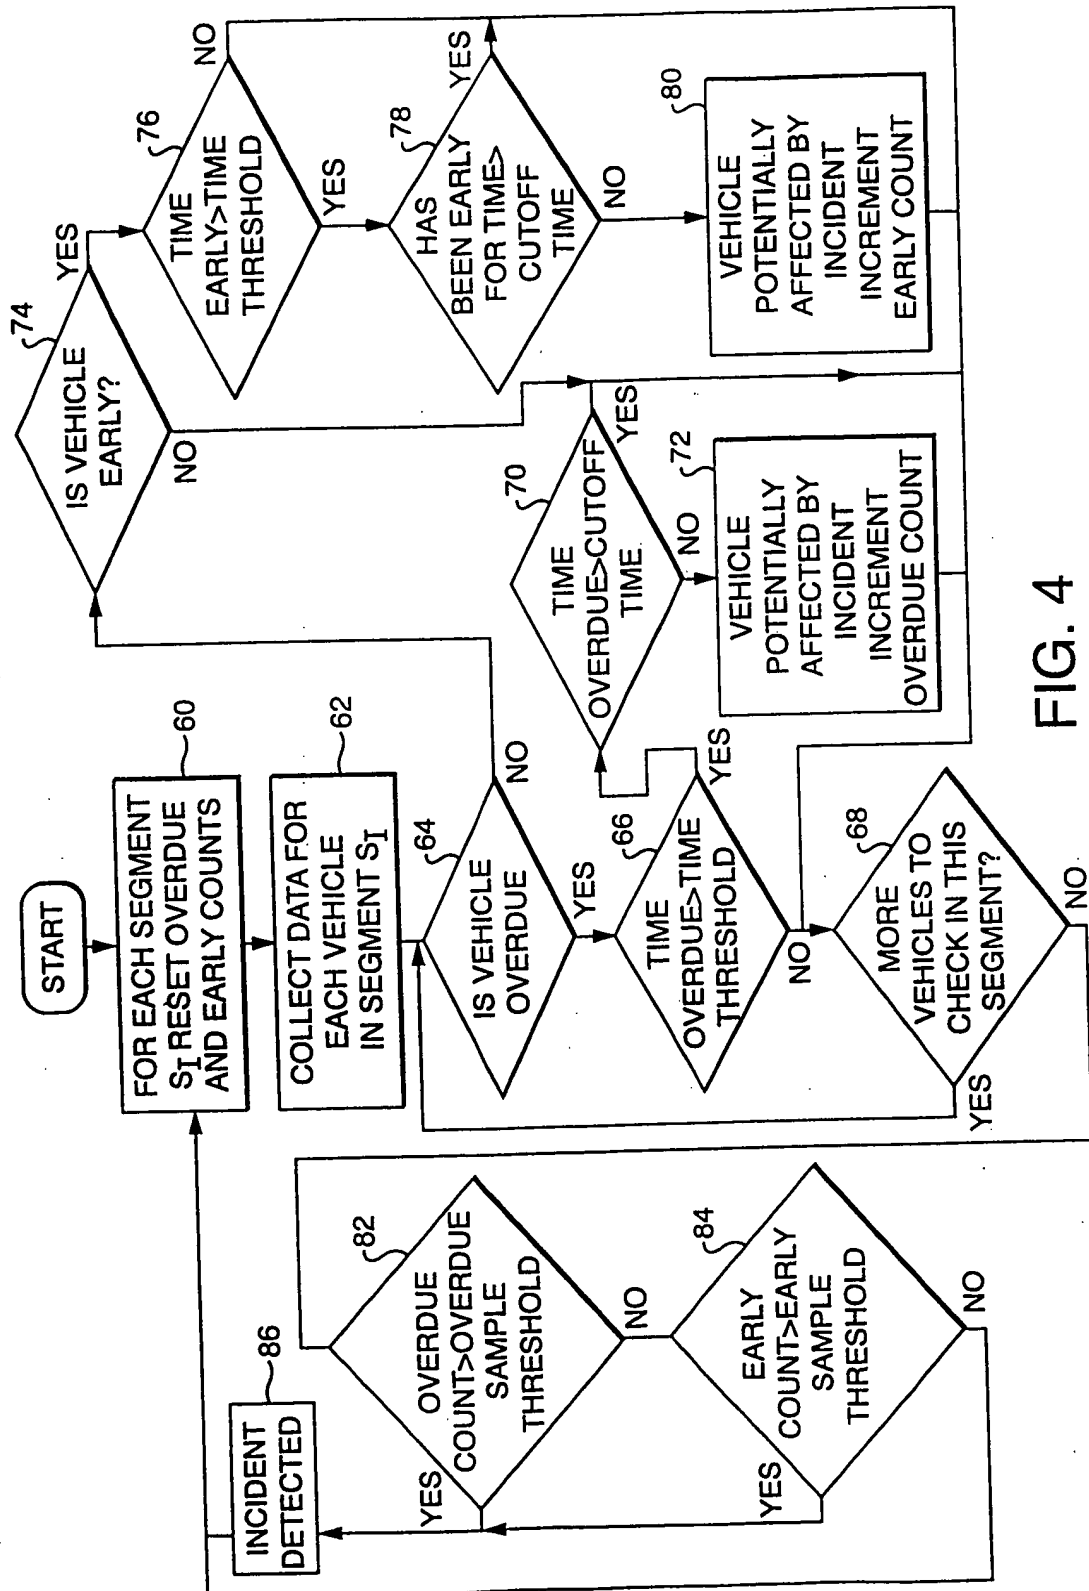 START
FOR EACH SEGMENT
SI RESET OVERDUE
AND EARLY COUNTS
60
COLLECT DATA FOR
EACH VEHICLE
IN SEGMENT SI
62
IS VEHICLE
OVERDUE
64
NO
YES
TIME
OVERDUE>TIME
THRESHOLD
66
YES
NO
MORE
VEHICLES TO
CHECK IN THIS
SEGMENT?
68
YES
NO
TIME
OVERDUE>CUTOFF
TIME
70
YES
NO
VEHICLE
POTENTIALLY
AFFECTED BY
INCIDENT
INCREMENT
OVERDUE COUNT
72
IS VEHICLE
EARLY?
74
YES
NO
TIME
EARLY>TIME
THRESHOLD
76
NO
YES
HAS
BEEN EARLY
FOR TIME>
CUTOFF
TIME
78
YES
NO
VEHICLE
POTENTIALLY
AFFECTED BY
INCIDENT
INCREMENT
EARLY COUNT
80
OVERDUE
COUNT>OVERDUE
SAMPLE
THRESHOLD
82
YES
NO
EARLY
COUNT>EARLY
SAMPLE
THRESHOLD
84
YES
NO
INCIDENT
DETECTED
86
FIG. 4